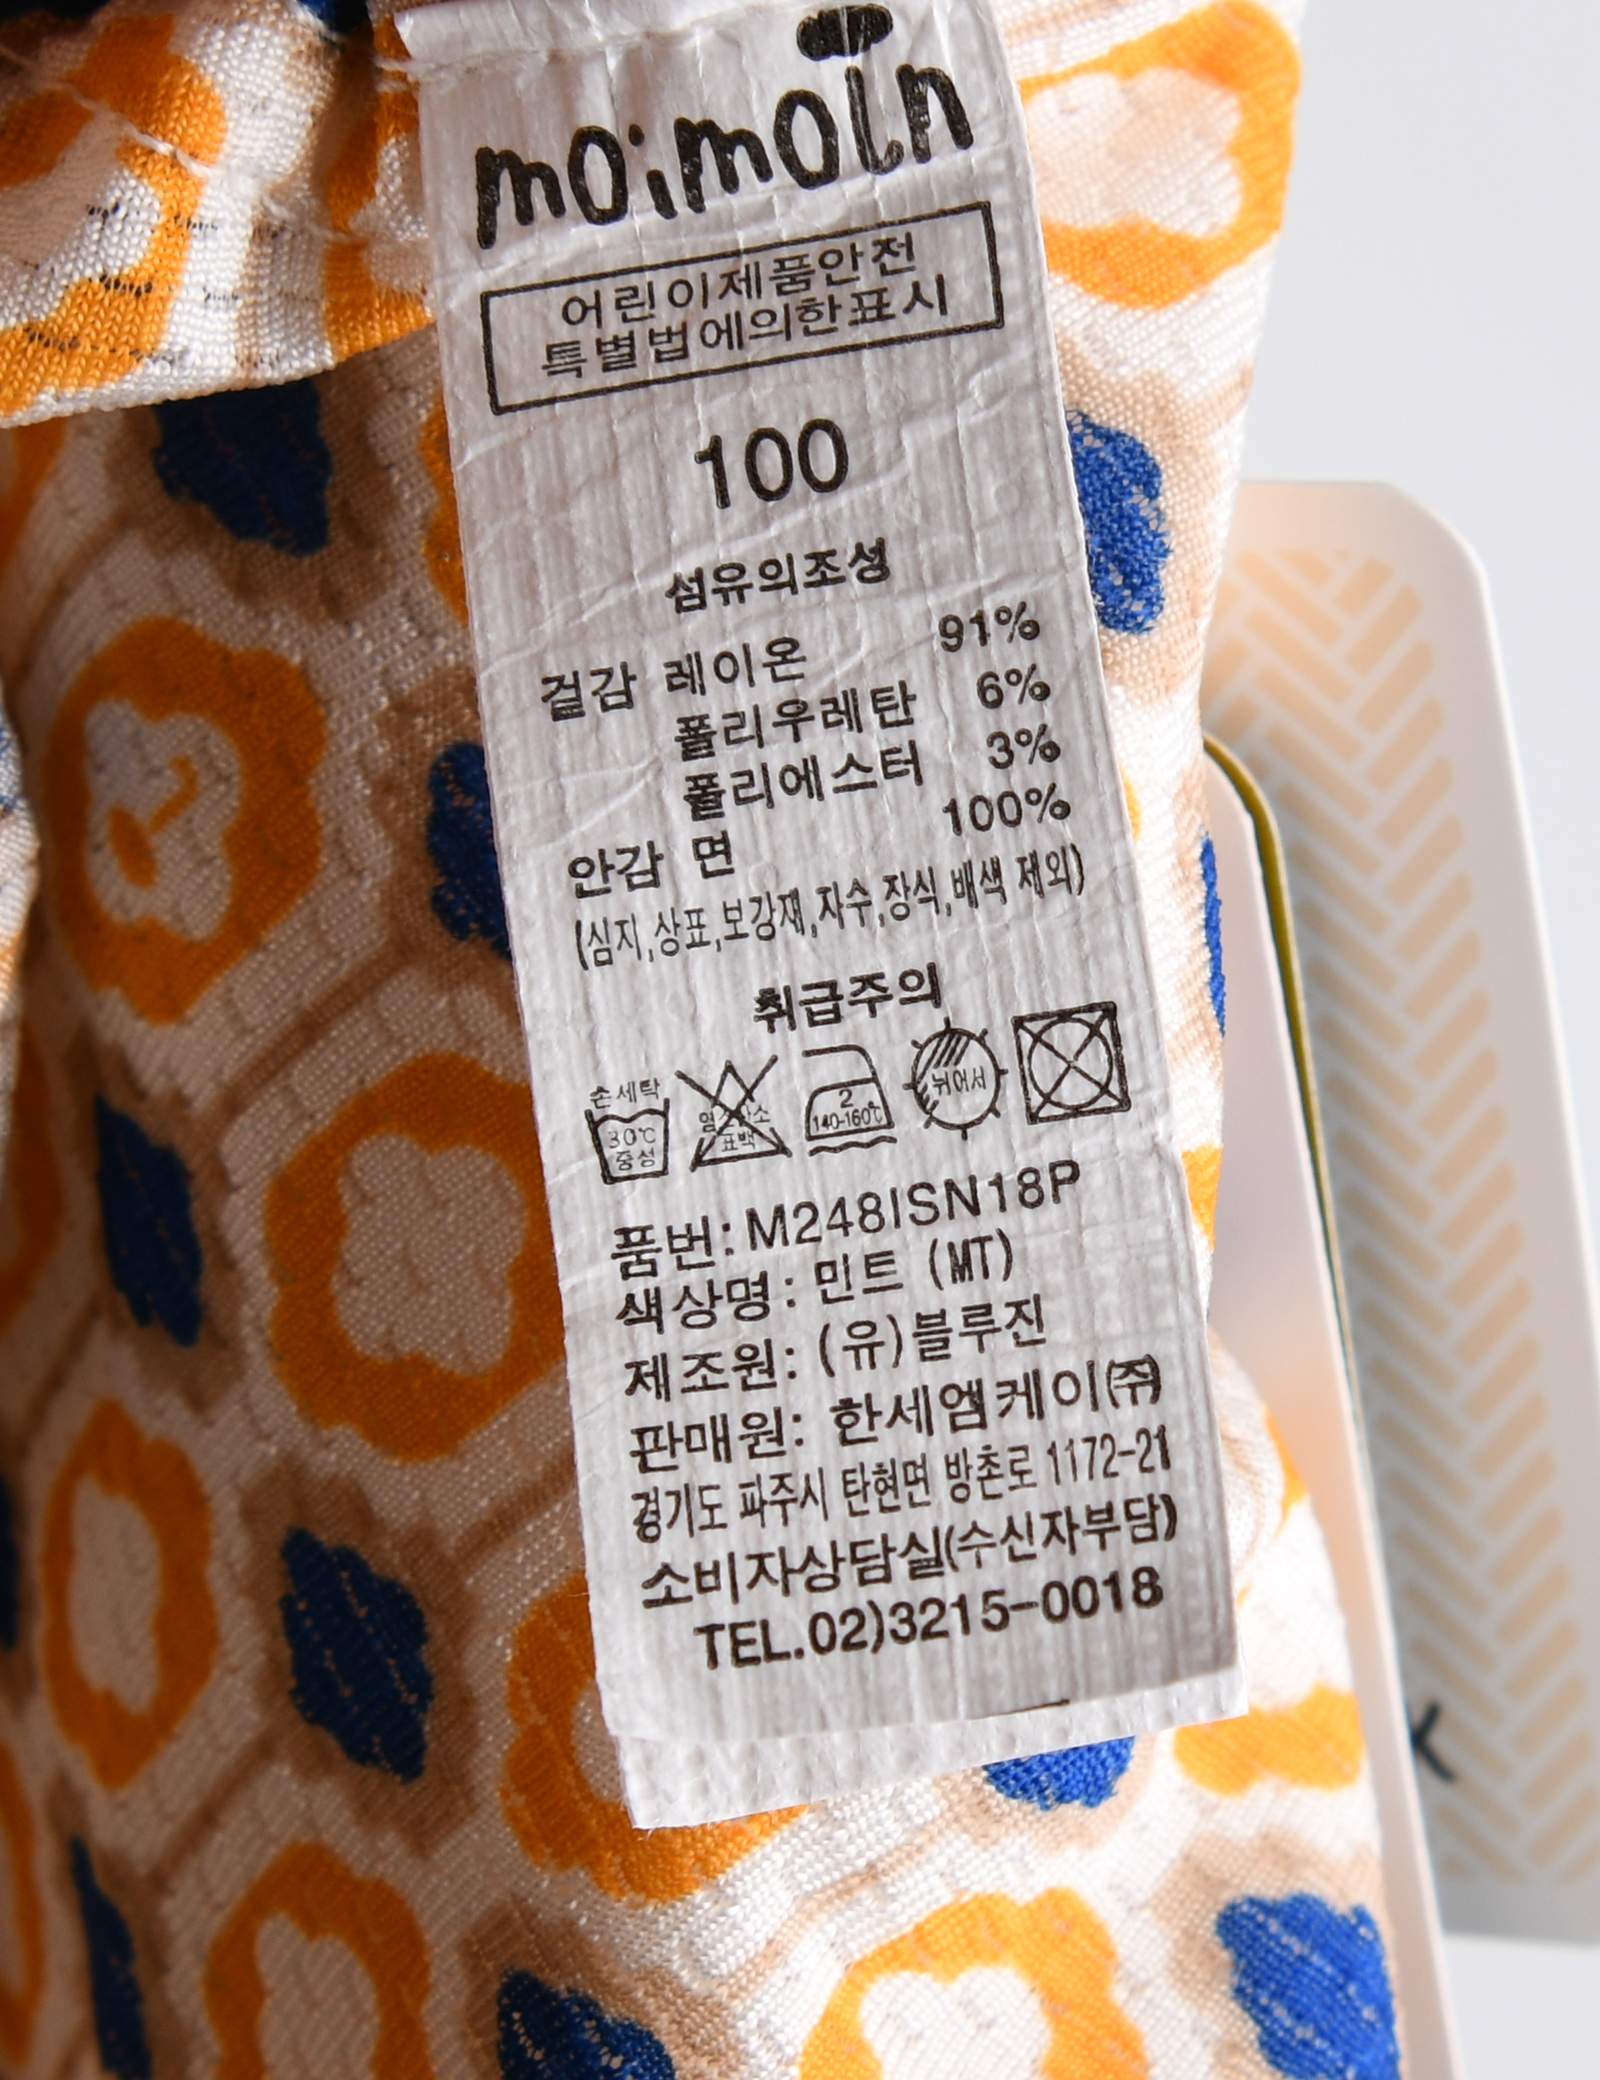 moimoln
어린이제품안전
특별법에의한표시
100
섬유의조성
겉감 레이온 91%
폴리우레탄 6%
폴리에스터 3%
안감 면 100%
(심지,상표,보강재,자수,장식,배색 제외)
취급주의
손세탁
30℃
중성
염소산소
표백
2
140-160℃
뉘어서
품번: M248ISN18P
색상명: 민트 (MT)
제조원: (유)블루진
판매원: 한세엠케이㈜
경기도 파주시 탄현면 방촌로 1172-21
소비자상담실(수신자부담)
TEL.02)3215-0018